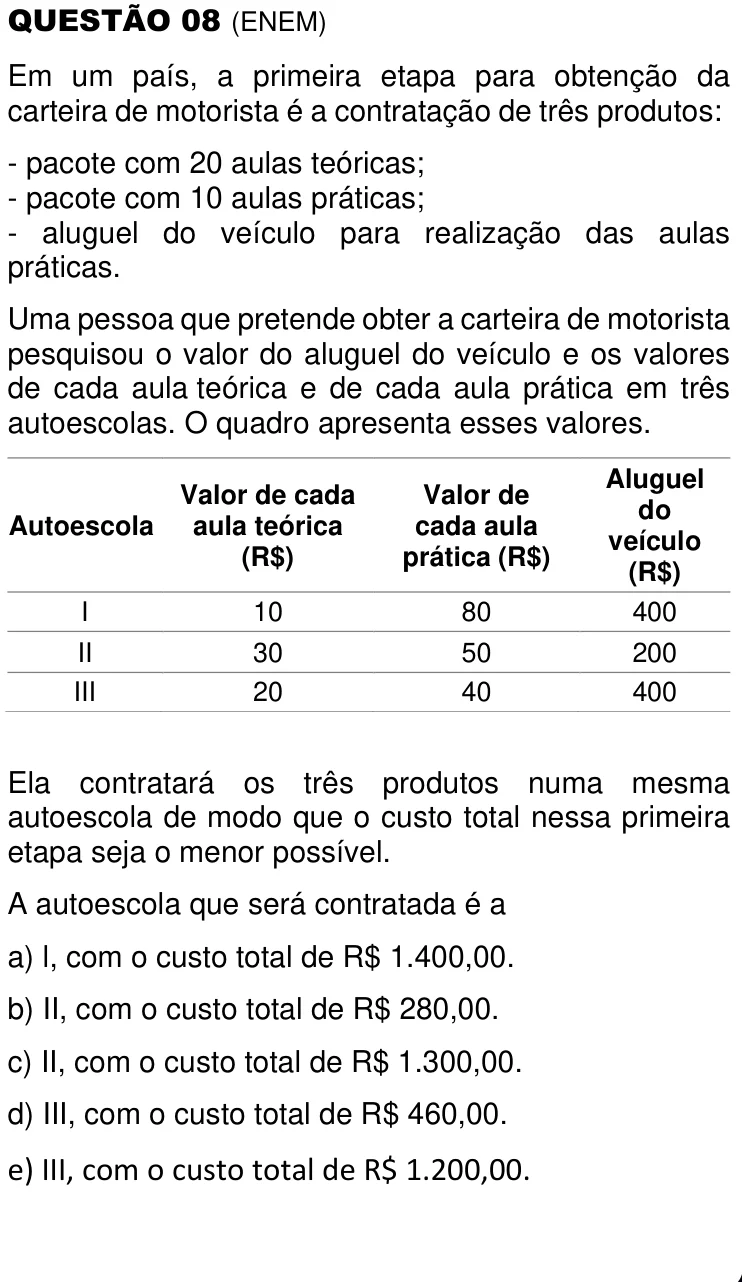 QUESTÃO 08 (ENEM)
Em um país, a primeira etapa para obtenção da
carteira de motorista é a contratação de três produtos:
- pacote com 20 aulas teóricas;
- pacote com 10 aulas práticas;
- aluguel do veículo para realização das aulas
práticas.
Uma pessoa que pretende obter a carteira de motorista
pesquisou o valor do aluguel do veículo e os valores
de cada aula teórica e de cada aula prática em três
autoescolas. O quadro apresenta esses valores.
Autoescola
Valor de cada
aula teórica
(R$)
Valor de
cada aula
prática (R$)
Aluguel
do
veículo
(R$)
I 10 80 400
II 30 50 200
III 20 40 400
Ela contratará os três produtos numa mesma
autoescola de modo que o custo total nessa primeira
etapa seja o menor possível.
A autoescola que será contratada é a
a) I, com o custo total de R$ 1.400,00.
b) II, com o custo total de R$ 280,00.
c) II, com o custo total de R$ 1.300,00.
d) III, com o custo total de R$ 460,00.
e) III, com o custo total de R$ 1.200,00.